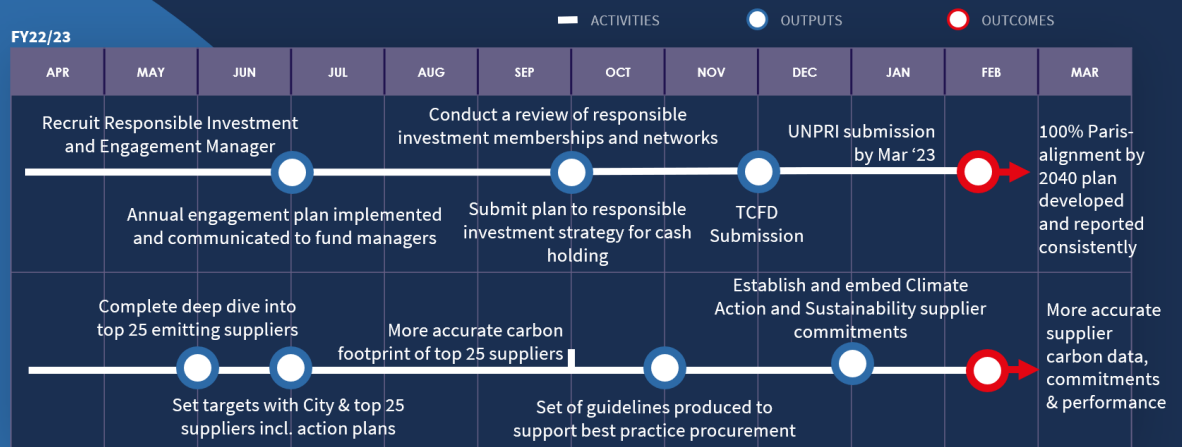 ACTIVITIES
OUTPUTS
OUTCOMES
FY22/23
APR
MAY
JUN
JUL
AUG
SEP
OCT
NOV
DEC
JAN
FEB
MAR
Recruit Responsible Investment
and Engagement Manager
Conduct a review of responsible
investment memberships and networks
UNPRI submission
by Mar ‘23
100% Paris-
alignment by
2040 plan
developed
and reported
consistently
Annual engagement plan implemented
and communicated to fund managers
Submit plan to responsible
investment strategy for cash
holding
TCFD
Submission
Complete deep dive into
top 25 emitting suppliers
More accurate carbon
footprint of top 25 suppliers
Establish and embed Climate
Action and Sustainability supplier
commitments
More accurate
supplier
carbon data,
commitments
& performance
Set targets with City & top 25
suppliers incl. action plans
Set of guidelines produced to
support best practice procurement